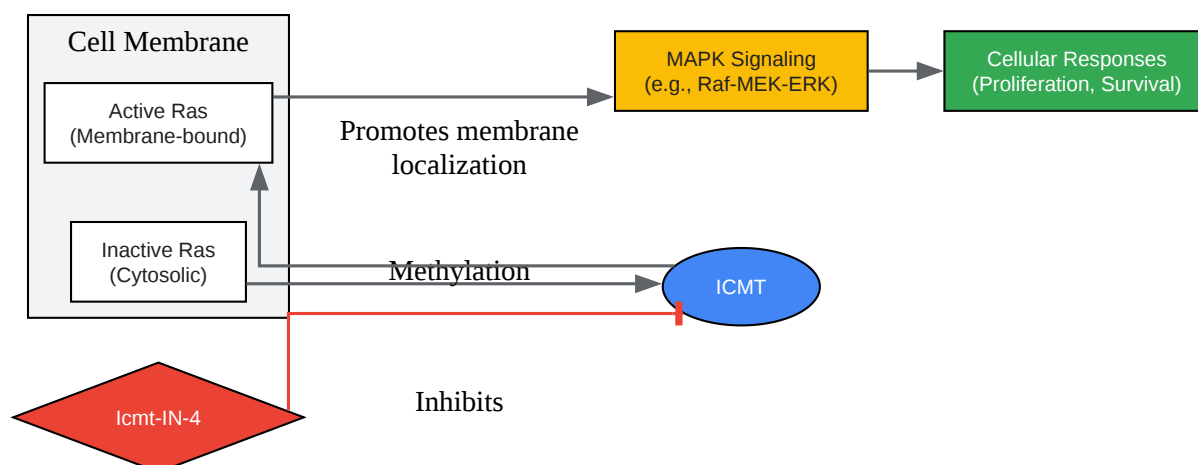 Cell Membrane
Active Ras
(Membrane-bound)
MAPK Signaling
(e.g., Raf-MEK-ERK)
Cellular Responses
(Proliferation, Survival)
Promotes membrane
localization
Inactive Ras
(Cytosolic)
Methylation
ICMT
Icmt-IN-4
Inhibits